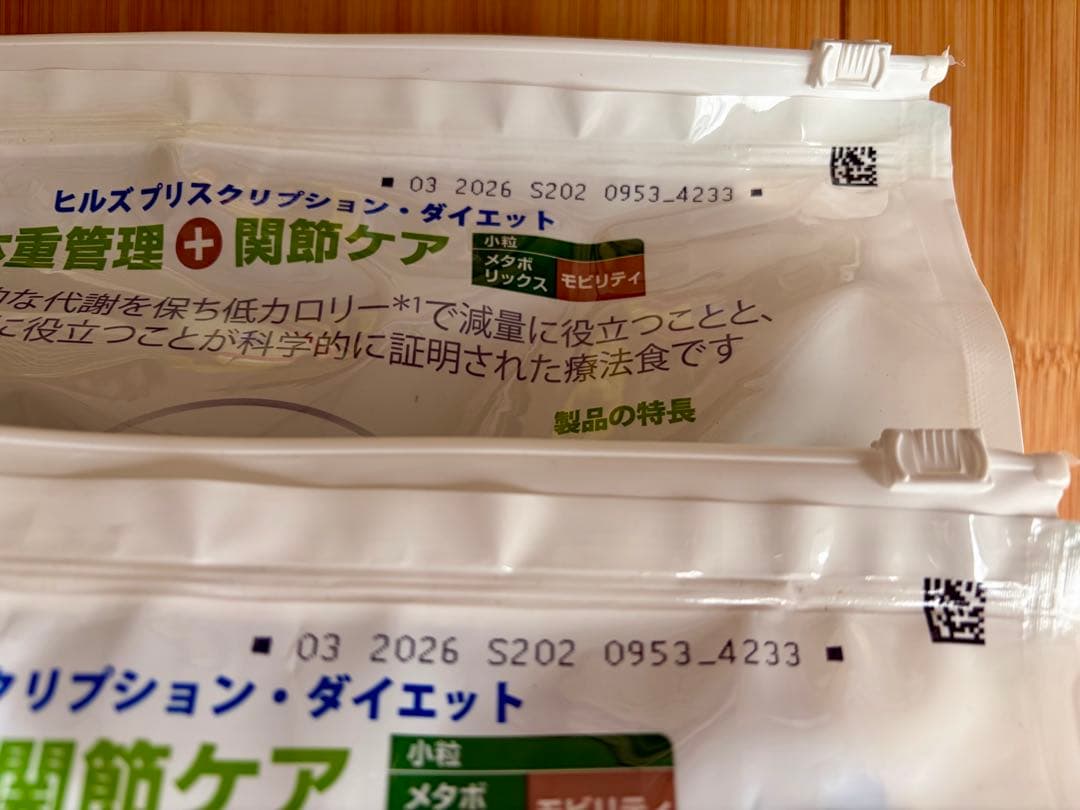 ■ 03 2026 S202 0953_4233 ■
ヒルズプリスクリプション・ダイエット
体重管理+関節ケア
小粒
メタボ
リックス モビリティ
な代謝を保ち低カロリー*1で減量に役立つことと、
に役立つことが科学的に証明された療法食です
製品の特長
■ 03 2026 S202 0953_4233 ■
クリプション・ダイエット
関節ケア
小粒
メタボ
モビリティ